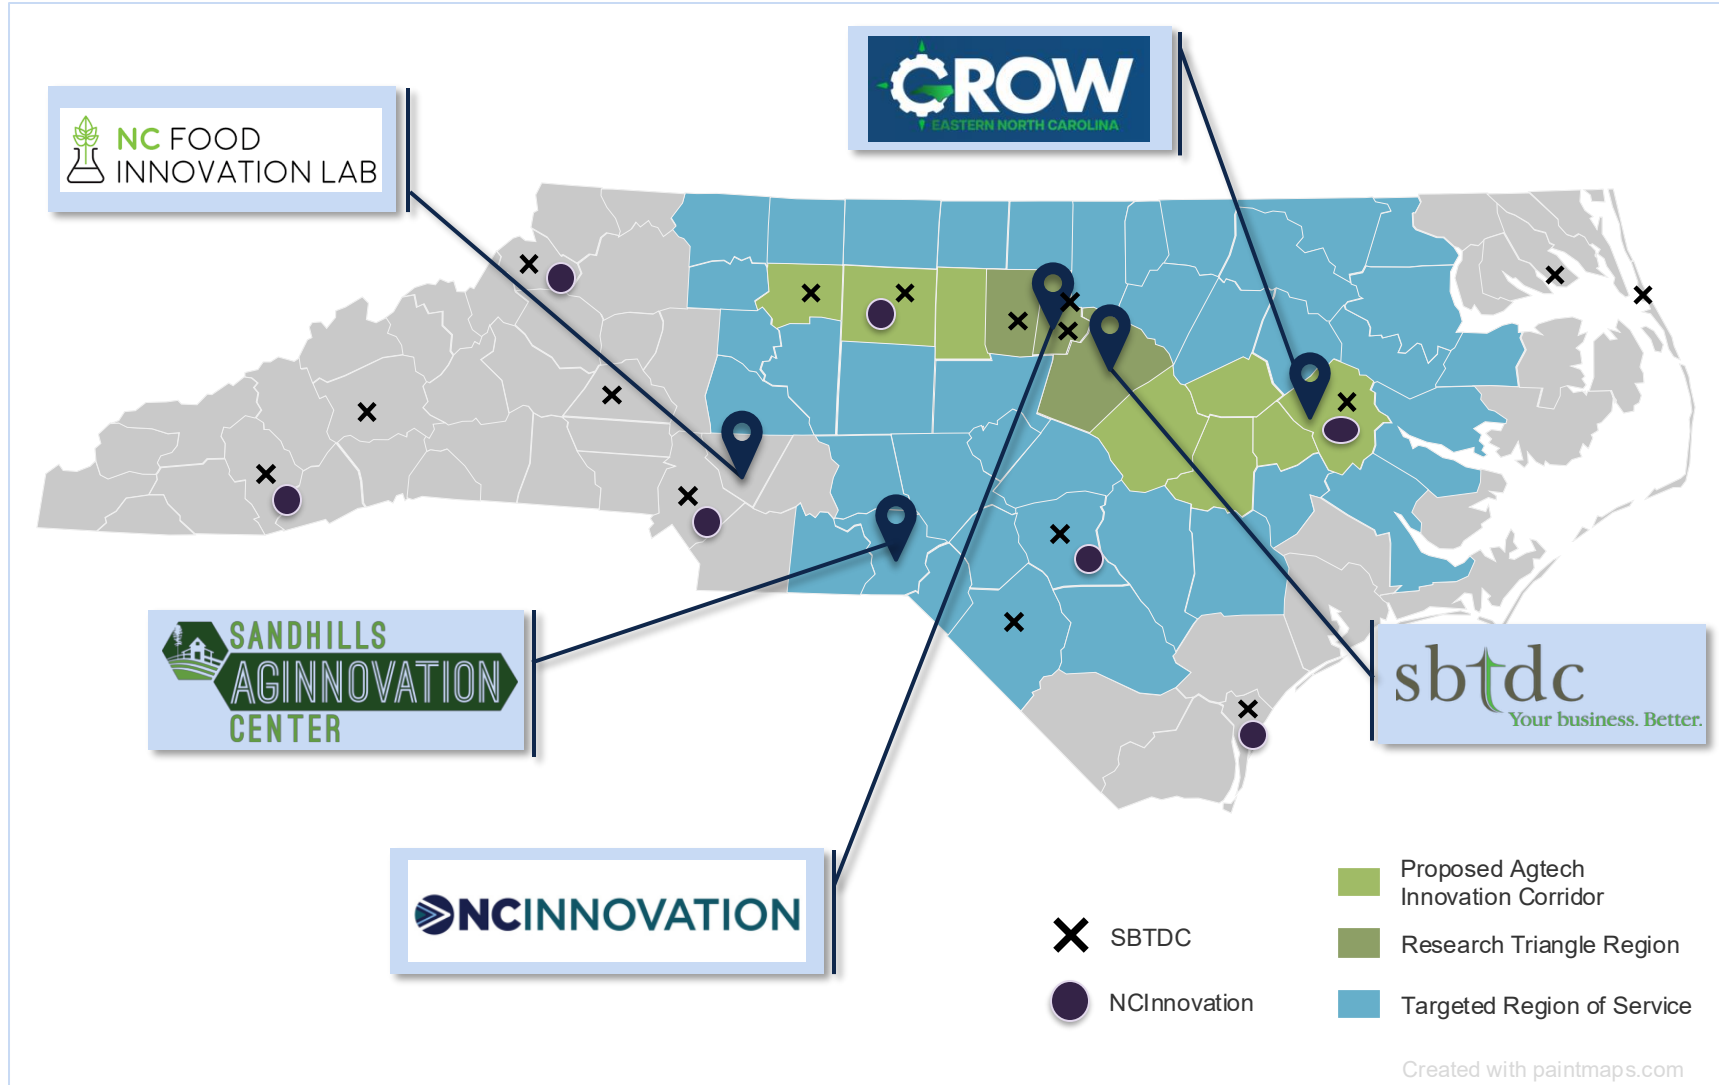 GROW
EASTERN NORTH CAROLINA
NC FOOD
INNOVATION LAB
SANDHILLS
AGINNOVATION
CENTER
sbtdc
Your business. Better.
NCINNOVATION
SBTDC
NCInnovation
Proposed Agtech
Innovation Corridor
Research Triangle Region
Targeted Region of Service
Created with paintmaps.com